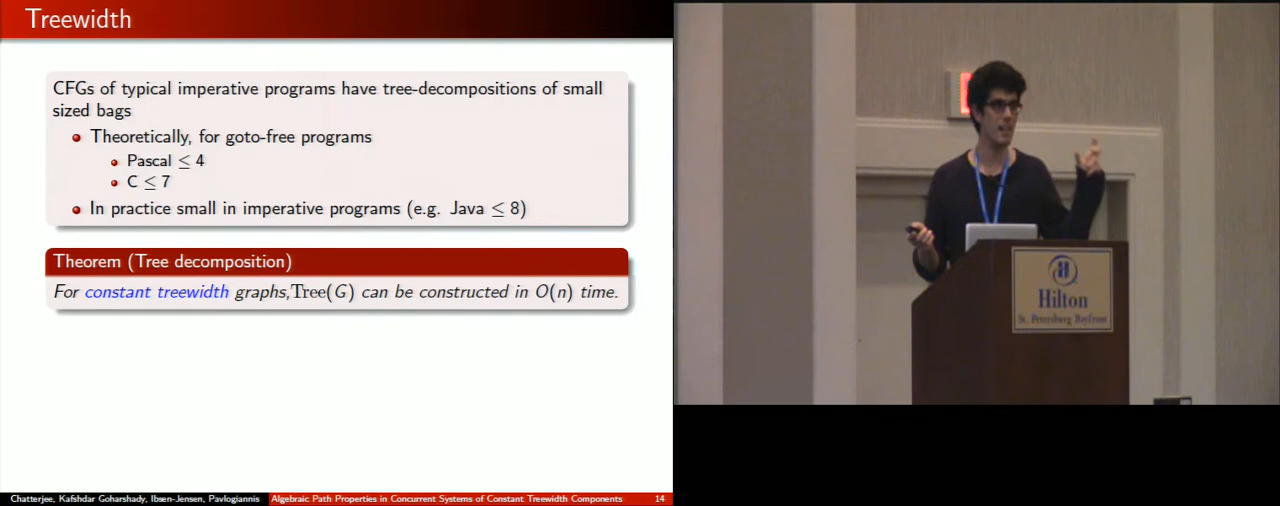 Treewidth
CFGs of typical imperative programs have tree-decompositions of small
sized bags
Theoretically, for goto-free programs
Pascal ≤ 4
C ≤ 7
In practice small in imperative programs (e.g. Java ≤ 8)
Theorem (Tree decomposition)
For constant treewidth graphs,Tree(G) can be constructed in O(n) time.
Chatterjee, Kafshdar Goharshady, Ibsen-Jensen, Pavlogiannis
Algebraic Path Properties in Concurrent Systems of Constant Treewidth Components
14
Hilton
St. Petersburg Bayfront